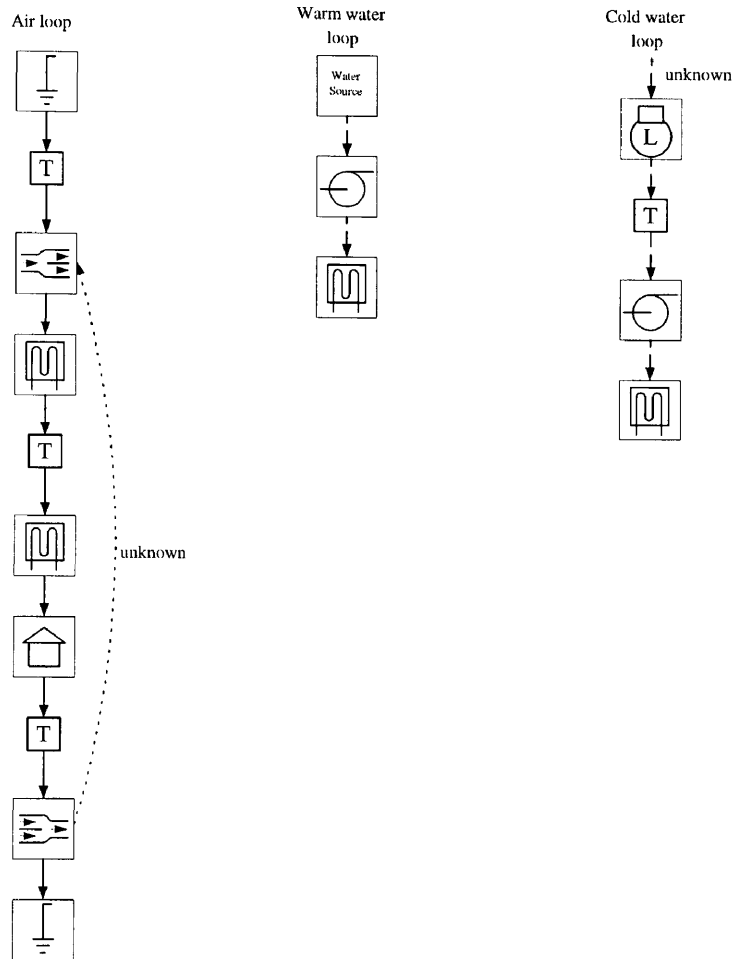 Air loop
T
T
unknown
T
Warm water
loop
Water
Source
Cold water
loop
unknown
L
T